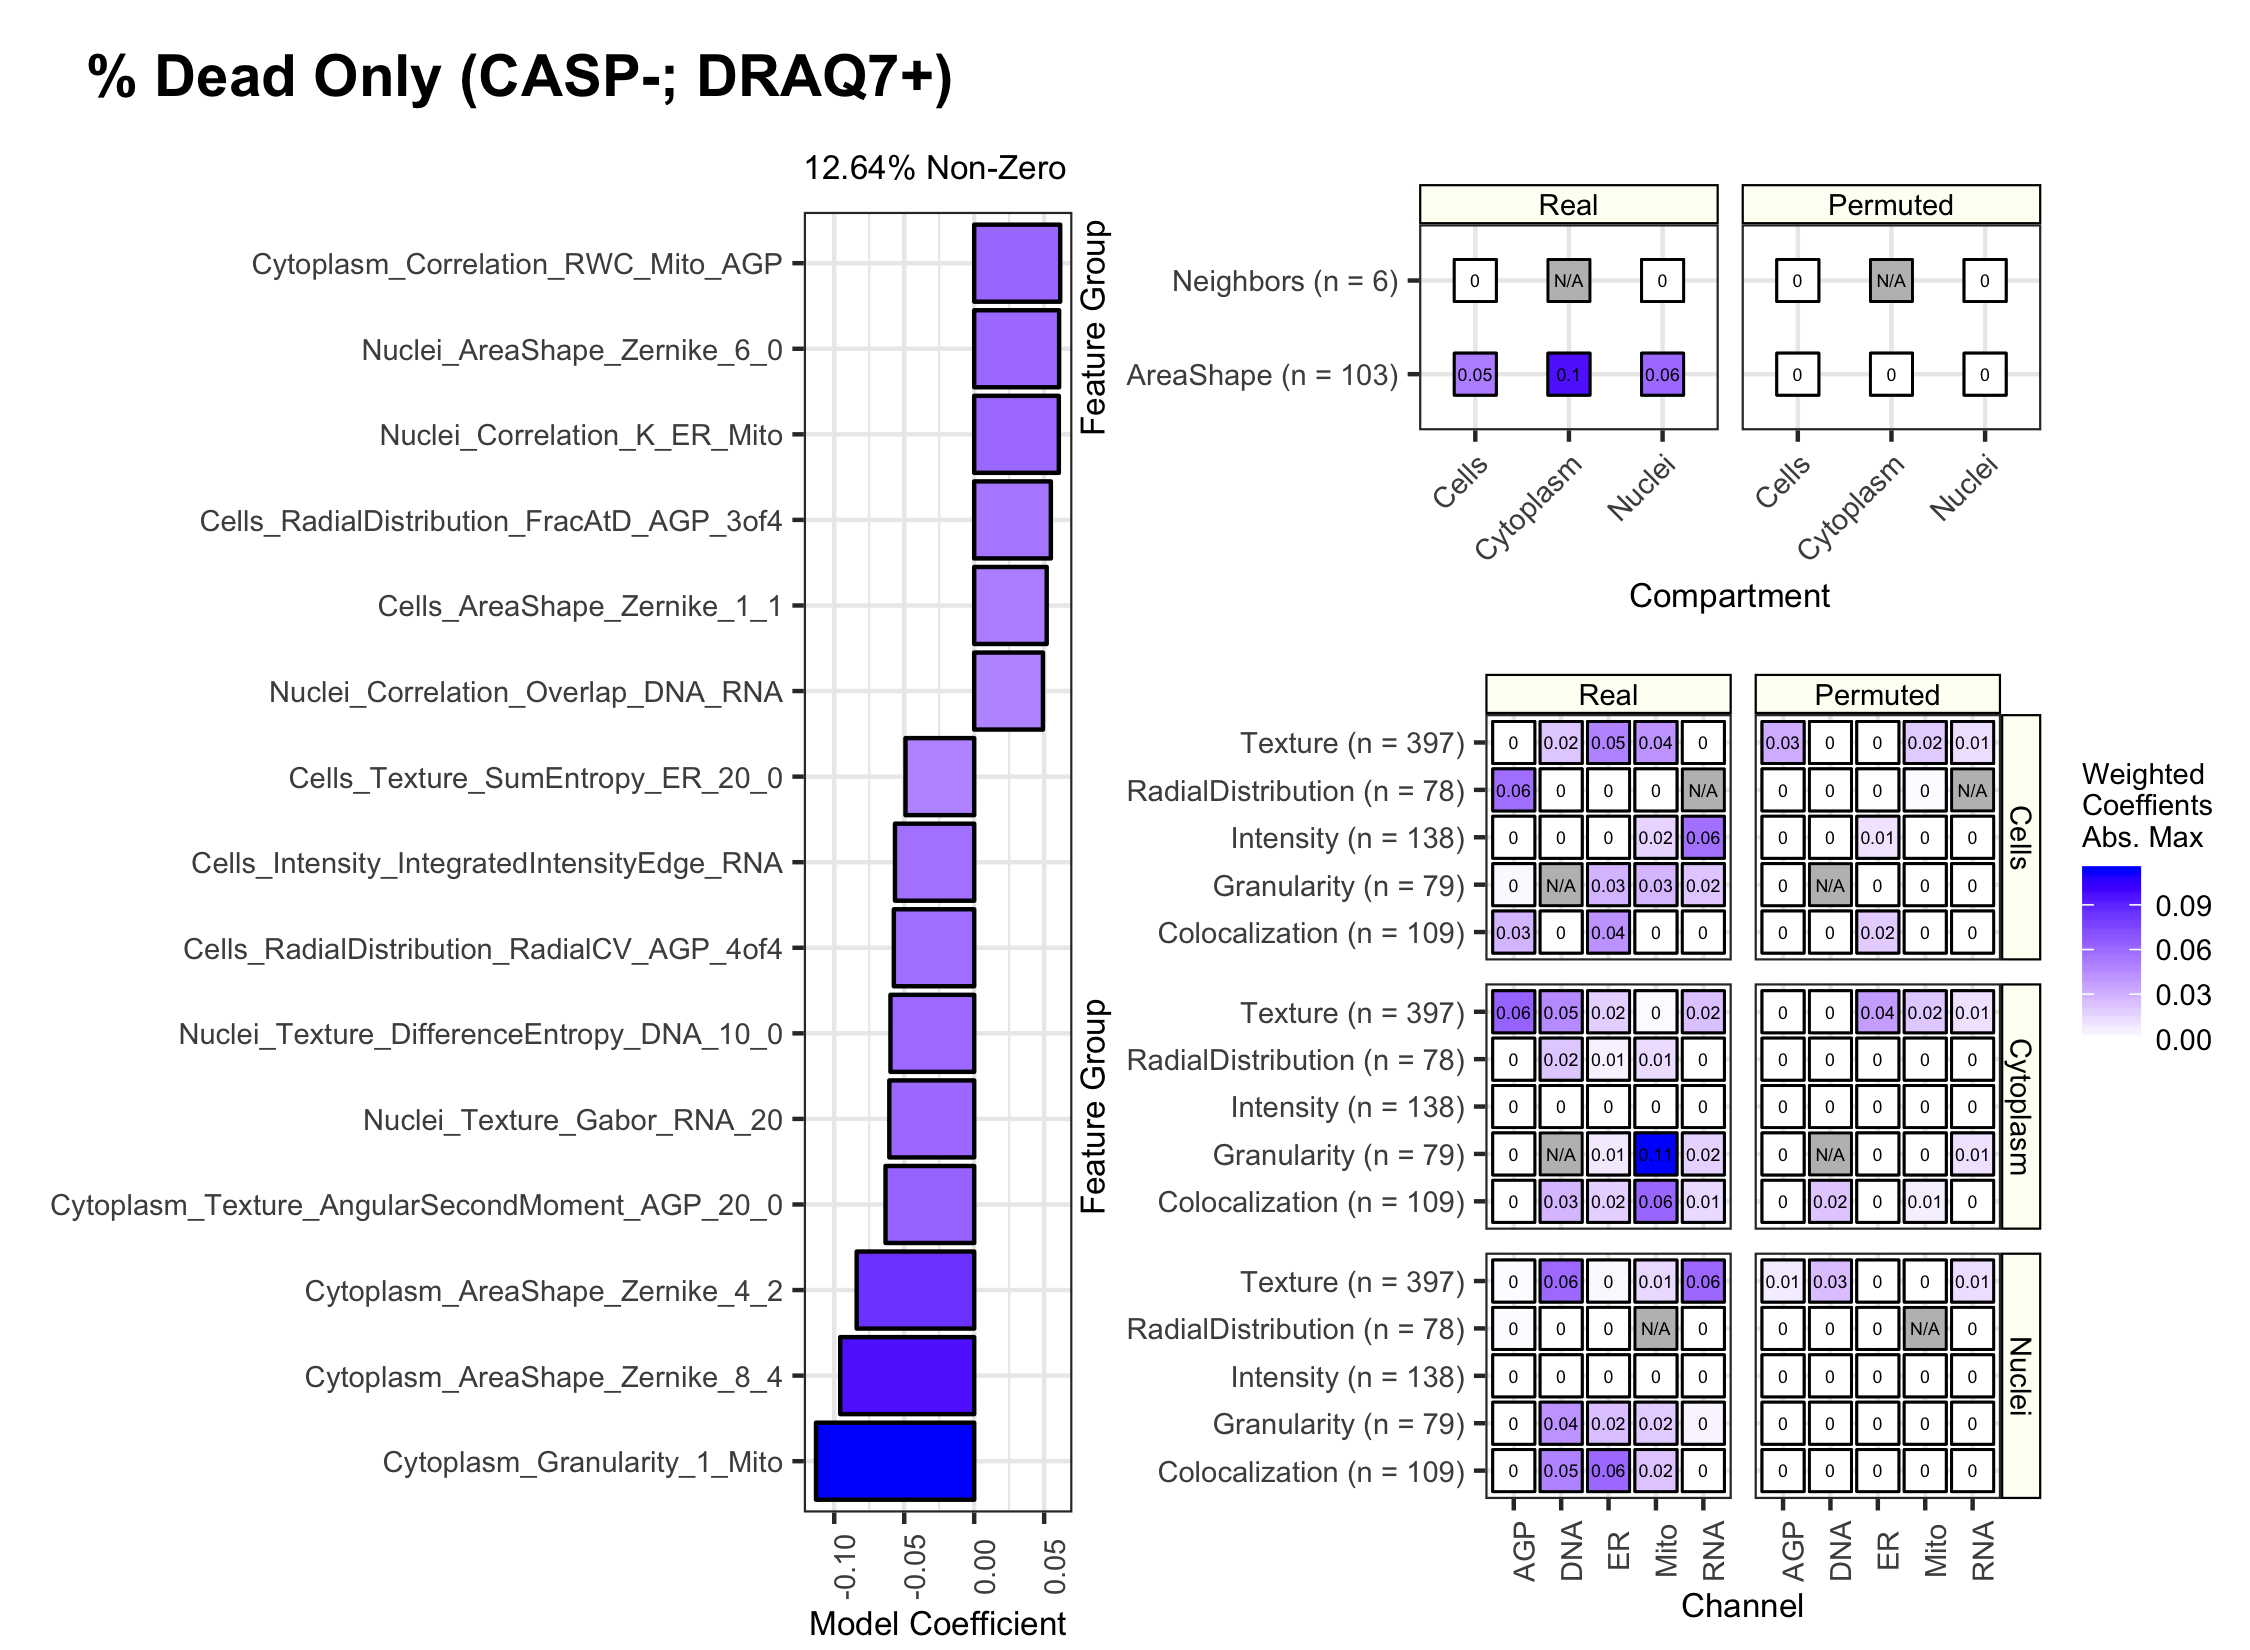 % Dead Only (CASP-; DRAQ7+)
12.64% Non-Zero
Cytoplasm_Correlation_RWC_Mito_AGP
Nuclei_AreaShape_Zernike_6_0
Nuclei_Correlation_K_ER_Mito
Cells_RadialDistribution_FracAtD_AGP_3of4
Cells_AreaShape_Zernike_1_1
Nuclei_Correlation_Overlap_DNA_RNA
Cells_Texture_SumEntropy_ER_20_0
Cells_Intensity_IntegratedIntensityEdge_RNA
Cells_RadialDistribution_RadialCV_AGP_4of4
Nuclei_Texture_DifferenceEntropy_DNA_10_0
Nuclei_Texture_Gabor_RNA_20
Cytoplasm_Texture_AngularSecondMoment_AGP_20_0
Cytoplasm_AreaShape_Zernike_4_2
Cytoplasm_AreaShape_Zernike_8_4
Cytoplasm_Granularity_1_Mito
-0.10 -0.05 0.00 0.05
Model Coefficient
Feature Group
Real Permuted
Neighbors (n = 6) 0 N/A 0 0 N/A 0
AreaShape (n = 103) 0.05 0.1 0.06 0 0 0
Cells Cytoplasm Nuclei Cells Cytoplasm Nuclei
Compartment
Feature Group
Real Permuted
Texture (n = 397) 0 0.02 0.05 0.04 0 0.03 0 0 0.02 0.01
RadialDistribution (n = 78) 0.06 0 0 0 N/A 0 0 0 0 N/A
Intensity (n = 138) 0 0 0 0.02 0.06 0 0 0.01 0 0
Granularity (n = 79) 0 N/A 0.03 0.03 0.02 0 N/A 0 0 0
Colocalization (n = 109) 0.03 0 0.04 0 0 0 0 0.02 0 0
Cells
Texture (n = 397) 0.06 0.05 0.02 0 0.02 0 0 0.04 0.02 0.01
RadialDistribution (n = 78) 0 0.02 0.01 0.01 0 0 0 0 0 0
Intensity (n = 138) 0 0 0 0 0 0 0 0 0 0
Granularity (n = 79) 0 N/A 0.01 0.11 0.02 0 N/A 0 0 0.01
Colocalization (n = 109) 0 0.03 0.02 0.06 0.01 0 0.02 0 0.01 0
Cytoplasm
Texture (n = 397) 0 0.06 0 0.01 0.06 0.01 0.03 0 0 0.01
RadialDistribution (n = 78) 0 0 0 N/A 0 0 0 0 N/A 0
Intensity (n = 138) 0 0 0 0 0 0 0 0 0 0
Granularity (n = 79) 0 0.04 0.02 0.02 0 0 0 0 0 0
Colocalization (n = 109) 0 0.05 0.06 0.02 0 0 0 0 0 0
Nuclei
AGP DNA ER Mito RNA AGP DNA ER Mito RNA
Channel
Weighted
Coeffients
Abs. Max
0.09
0.06
0.03
0.00